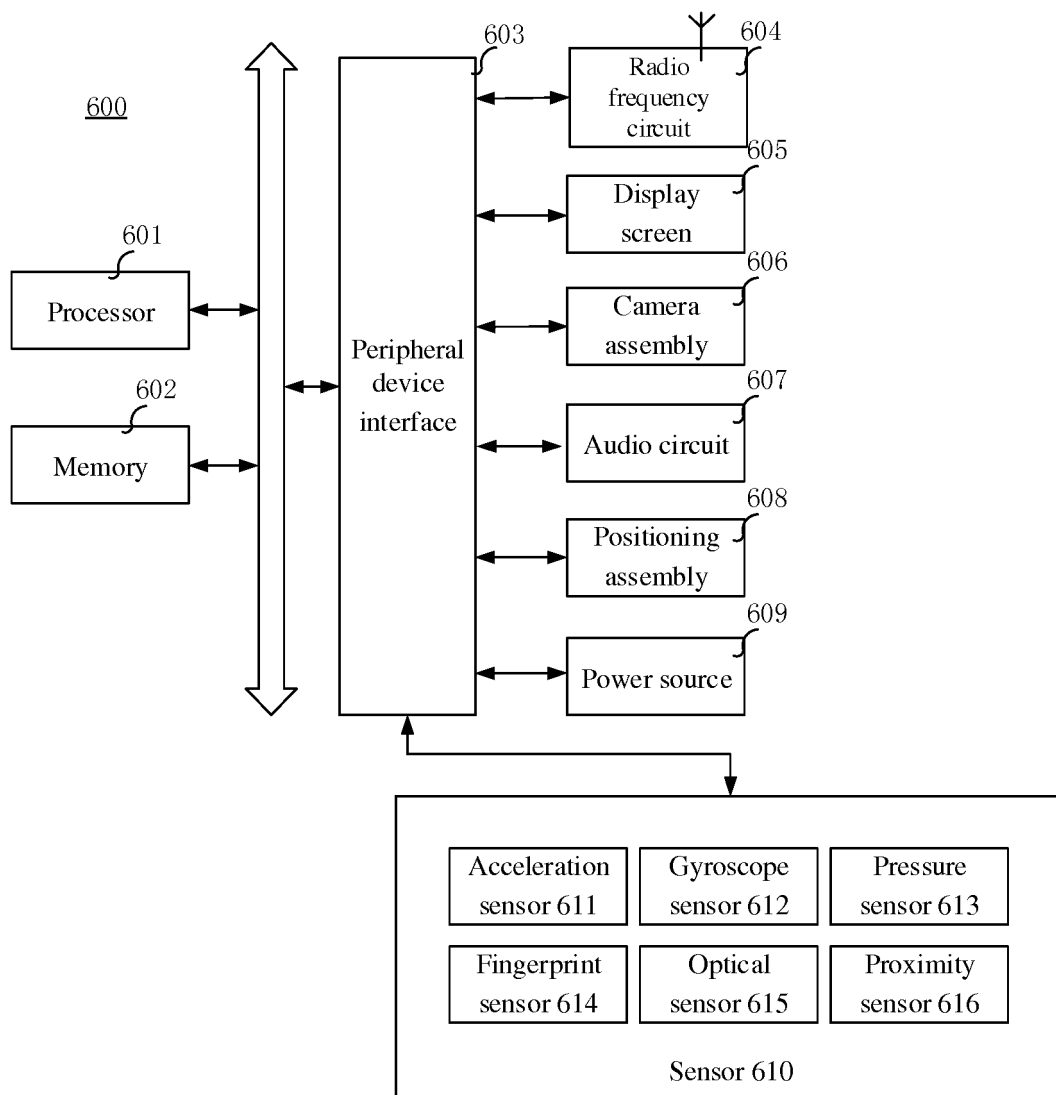 600
601
Processor
602
Memory
603
Peripheral
device
interface
604
Radio
frequency
circuit
605
Display
screen
606
Camera
assembly
607
Audio circuit
608
Positioning
assembly
609
Power source
Acceleration
sensor 611
Gyroscope
sensor 612
Pressure
sensor 613
Fingerprint
sensor 614
Optical
sensor 615
Proximity
sensor 616
Sensor 610